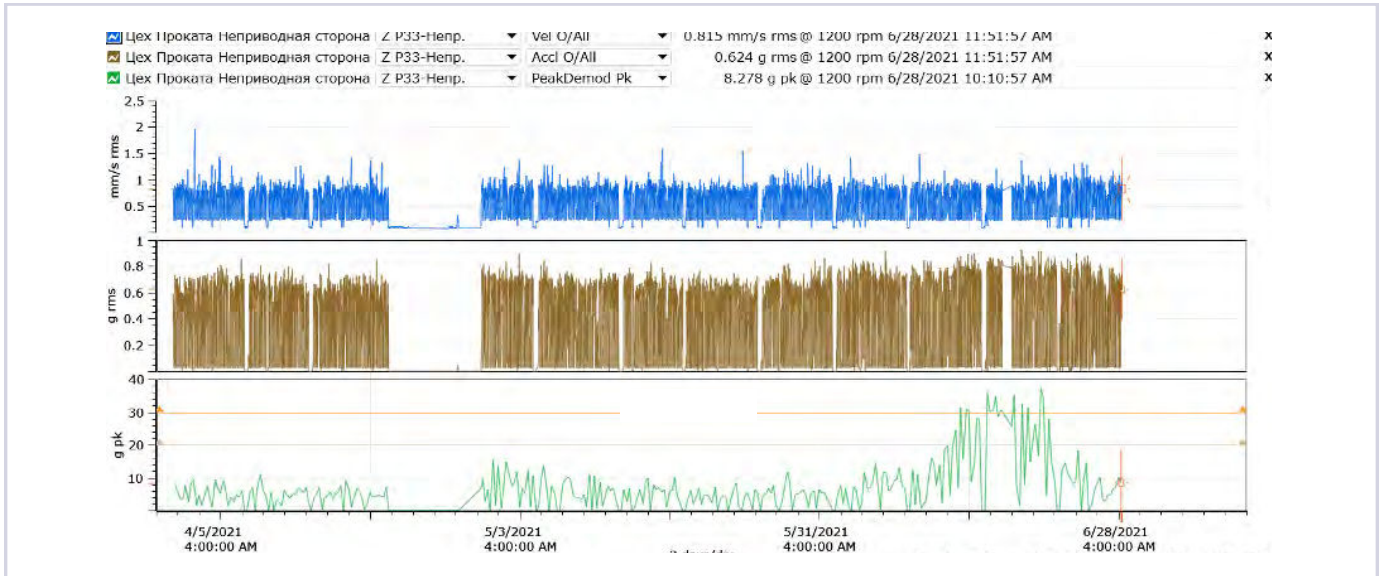 Цех Проката Неприводная сторона Z P33-Непр. Vel O/All 0.815 mm/s rms @ 1200 rpm 6/28/2021 11:51:57 AM x
Цех Проката Неприводная сторона Z P33-Непр. Accl O/All 0.624 g rms @ 1200 rpm 6/28/2021 11:51:57 AM x
Цех Проката Неприводная сторона Z P33-Непр. PeakDemod Pk 8.278 g pk @ 1200 rpm 6/28/2021 10:10:57 AM x
mm/s rms
2.5
2
1.5
1
0.5
g rms
1
0.8
0.6
0.4
0.2
g pk
40
30
20
10
4/5/2021 5/3/2021 5/31/2021 6/28/2021
4:00:00 AM 4:00:00 AM 4:00:00 AM 4:00:00 AM